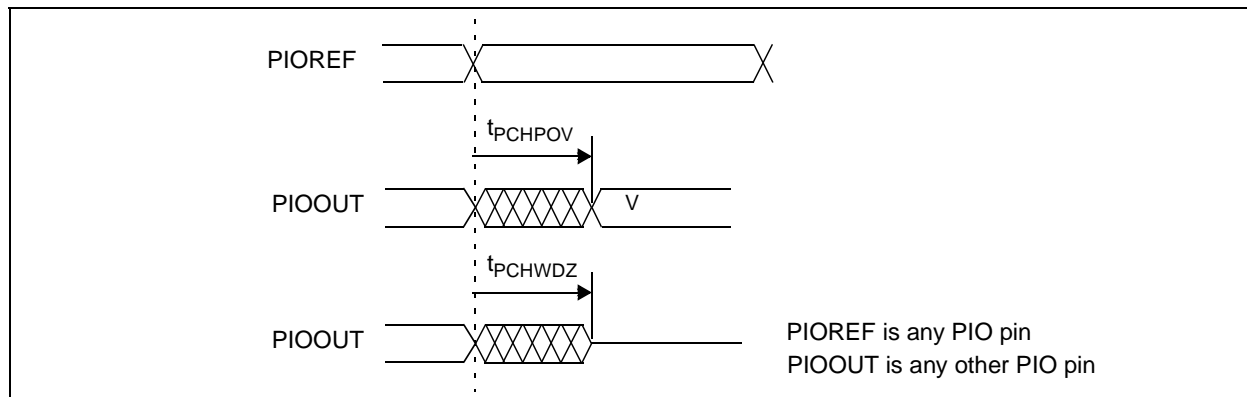 PIOREF
tPCHPOV
PIOOUT
V
tPCHWDZ
PIOOUT
PIOREF is any PIO pin
PIOOUT is any other PIO pin